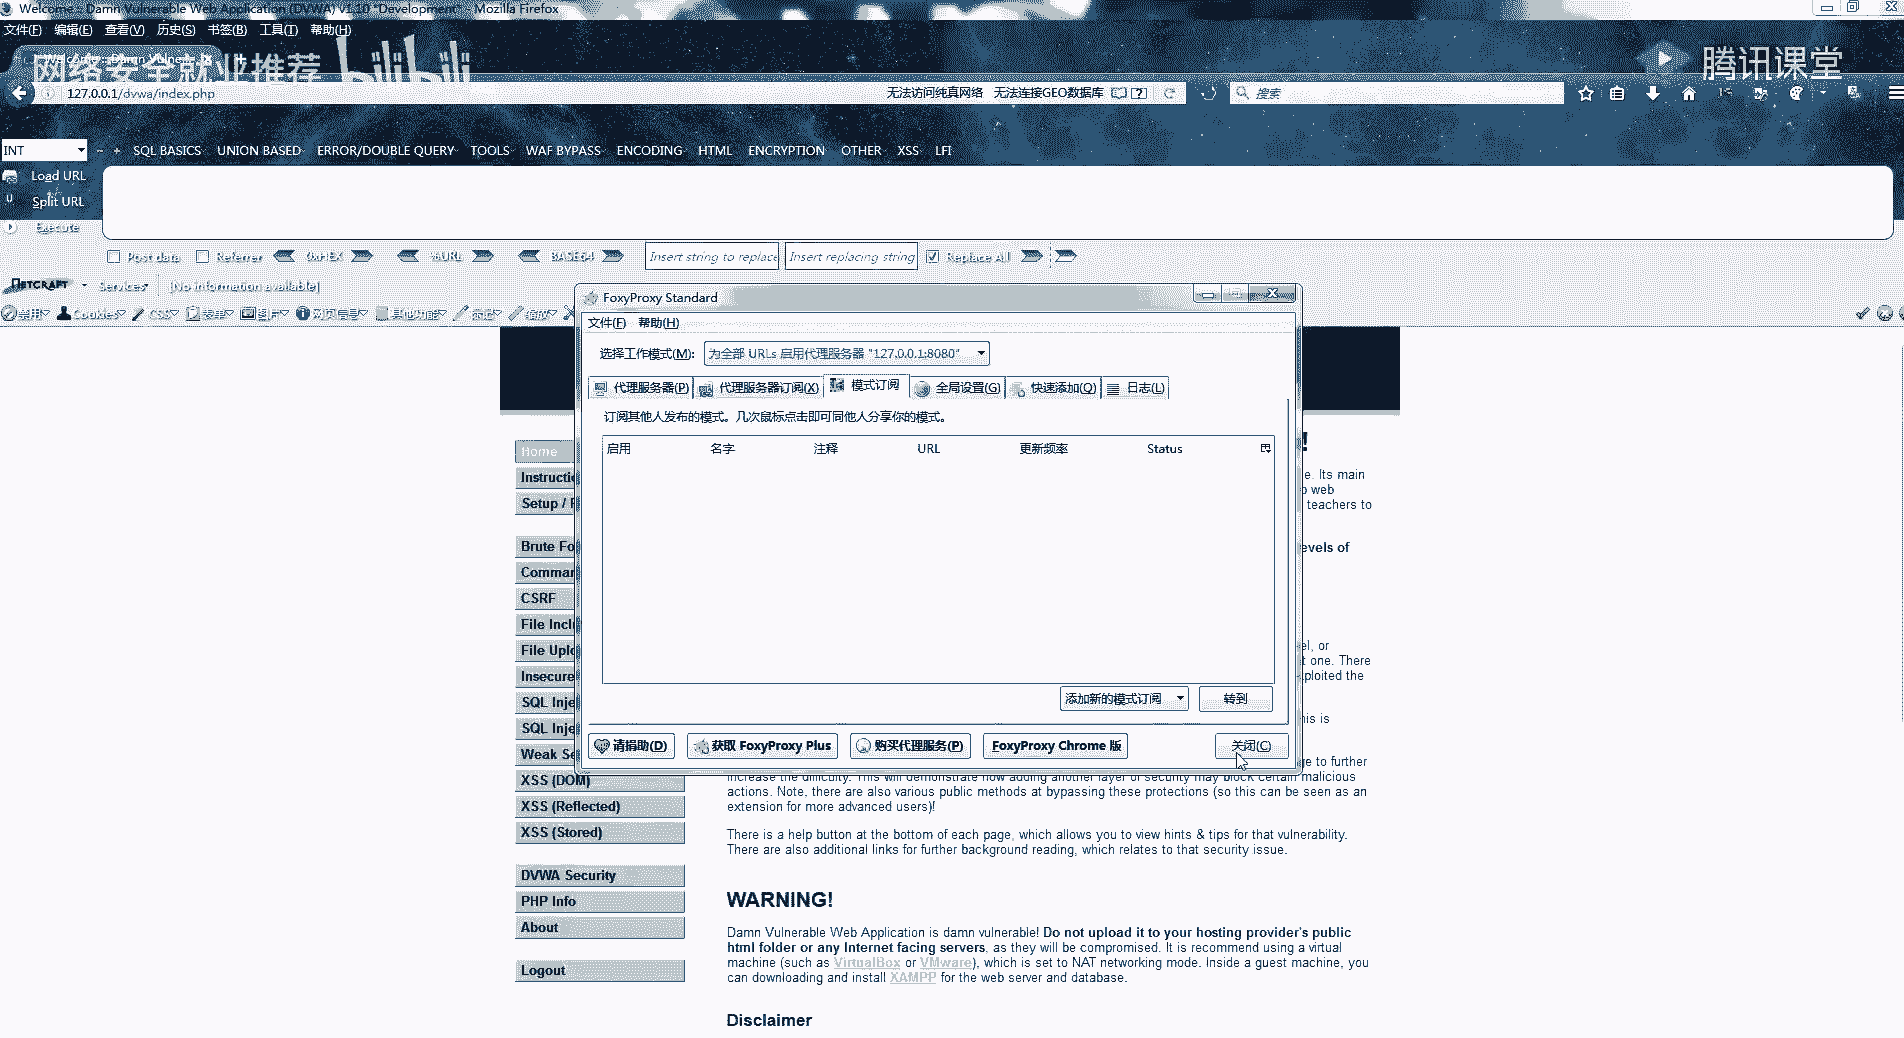 Welcome :: Damn Vulnerable Web Application (DVWA) v1.10 *Development* - Mozilla Firefox
文件(F) 编辑(E) 查看(V) 历史(S) 书签(B) 工具(T) 帮助(H)
网络安全就业推荐 bilibili
腾讯课堂
127.0.0.1/dvwa/index.php 无法访问纯真网络 无法连接GEO数据库 搜索
INT SQL BASICS UNION BASED ERROR/DOUBLE QUERY TOOLS WAF BYPASS ENCODING HTML ENCRYPTION OTHER XSS LFI
Load URL
Split URL
Execute
Post data Referrer 0xHEX %URL BASE64 Insert string to replace Insert replacing string Replace All
NETCRAFT Services [No information available]
禁用 Cookies CSS 表单 图片 网页信息 其他功能 标记 缩放
FoxyProxy Standard
文件(F) 帮助(H)
选择工作模式(M): 为全部 URLs 启用代理服务器 "127.0.0.1:8080"
代理服务器(P) 代理服务器订阅(X) 模式订阅 全局设置(G) 快速添加(Q) 日志(L)
订阅其他人发布的模式。几次鼠标点击即可同他人分享你的模式。
启用 名字 注释 URL 更新频率 Status
添加新的模式订阅 转到
请捐助(D) 获取 FoxyProxy Plus 购买代理服务(P) FoxyProxy Chrome 版 关闭(C)
Home
Instructio
Setup / R
Brute Fo
Comman
CSRF
File Incl
File Uplo
Insecure
SQL Inje
SQL Inje
Weak Se
XSS (DOM)
XSS (Reflected)
XSS (Stored)
DVWA Security
PHP Info
About
Logout
!
e. Its main
web
teachers to
evels of
el, or
t one. There
xploited the
his is
ge to further
increase the difficulty. This will demonstrate how adding another layer of security may block certain malicious
actions. Note, there are also various public methods at bypassing these protections (so this can be seen as an
extension for more advanced users)!
There is a help button at the bottom of each page, which allows you to view hints & tips for that vulnerability.
There are also additional links for further background reading, which relates to that security issue.
WARNING!
Damn Vulnerable Web Application is damn vulnerable! Do not upload it to your hosting provider's public
html folder or any Internet facing servers, as they will be compromised. It is recommend using a virtual
machine (such as VirtualBox or VMware), which is set to NAT networking mode. Inside a guest machine, you
can downloading and install XAMPP for the web server and database.
Disclaimer